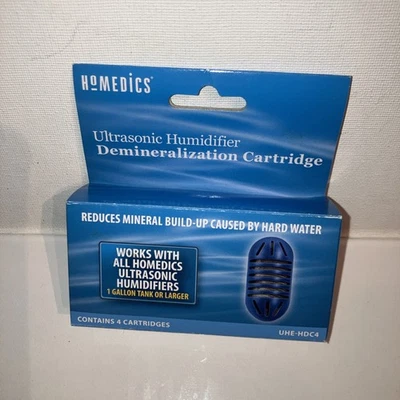 HOMEDICS
Ultrasonic Humidifier
Demineralization Cartridge
REDUCES MINERAL BUILD-UP CAUSED BY HARD WATER
WORKS WITH
ALL HOMEDICS
ULTRASONIC
HUMIDIFIERS
1 GALLON TANK OR LARGER
CONTAINS 4 CARTRIDGES
UHE-HDC4